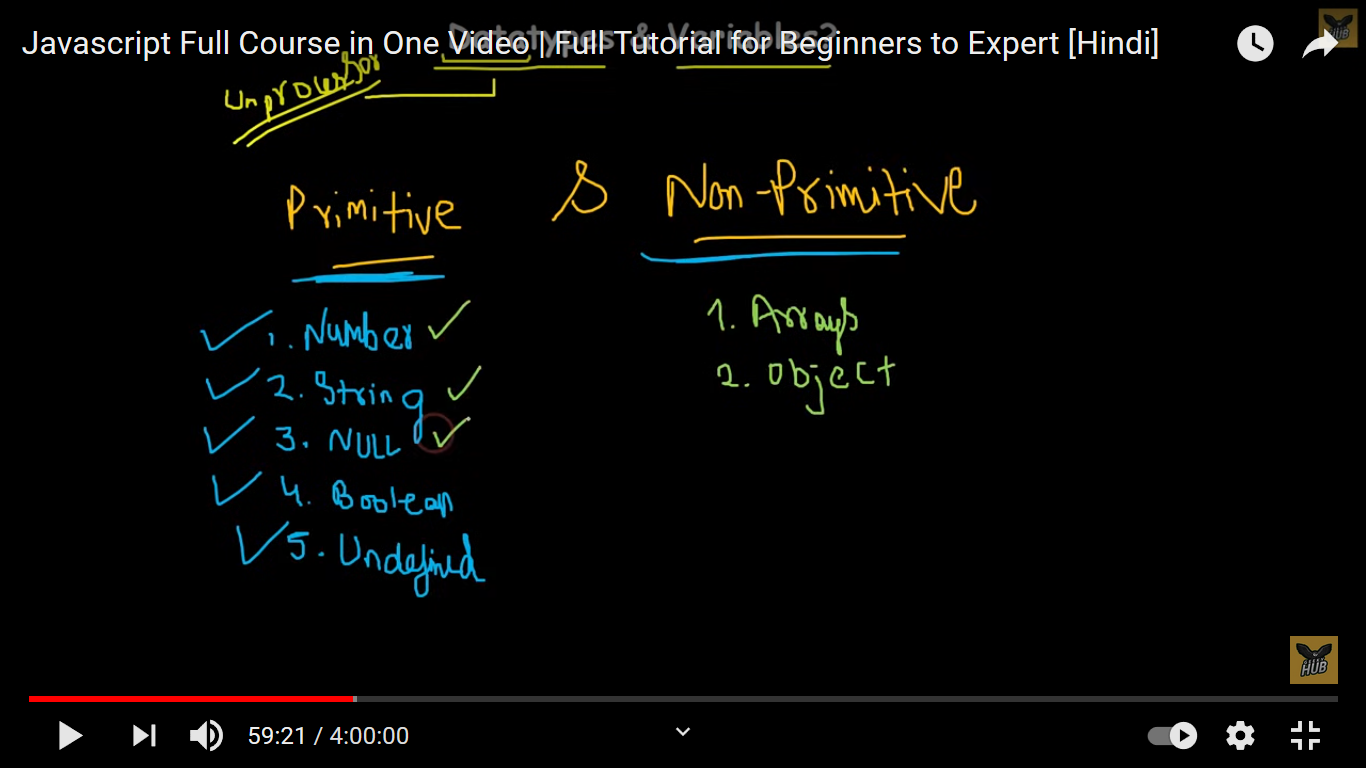 Datatypes & Variables?
Javascript Full Course in One Video | Full Tutorial for Beginners to Expert [Hindi]
Primitive & Non-Primitive
1. Number
2. String
3. NULL
4. Boolean
5. Undefined
1. Arrays
2. Object
HUB
59:21 / 4:00:00